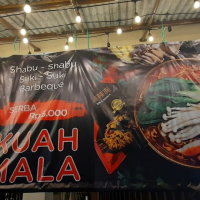 Shabu - shabu
Suki - Suki
Barbeque
SERBA
Rp5.000
KUAH
MALA